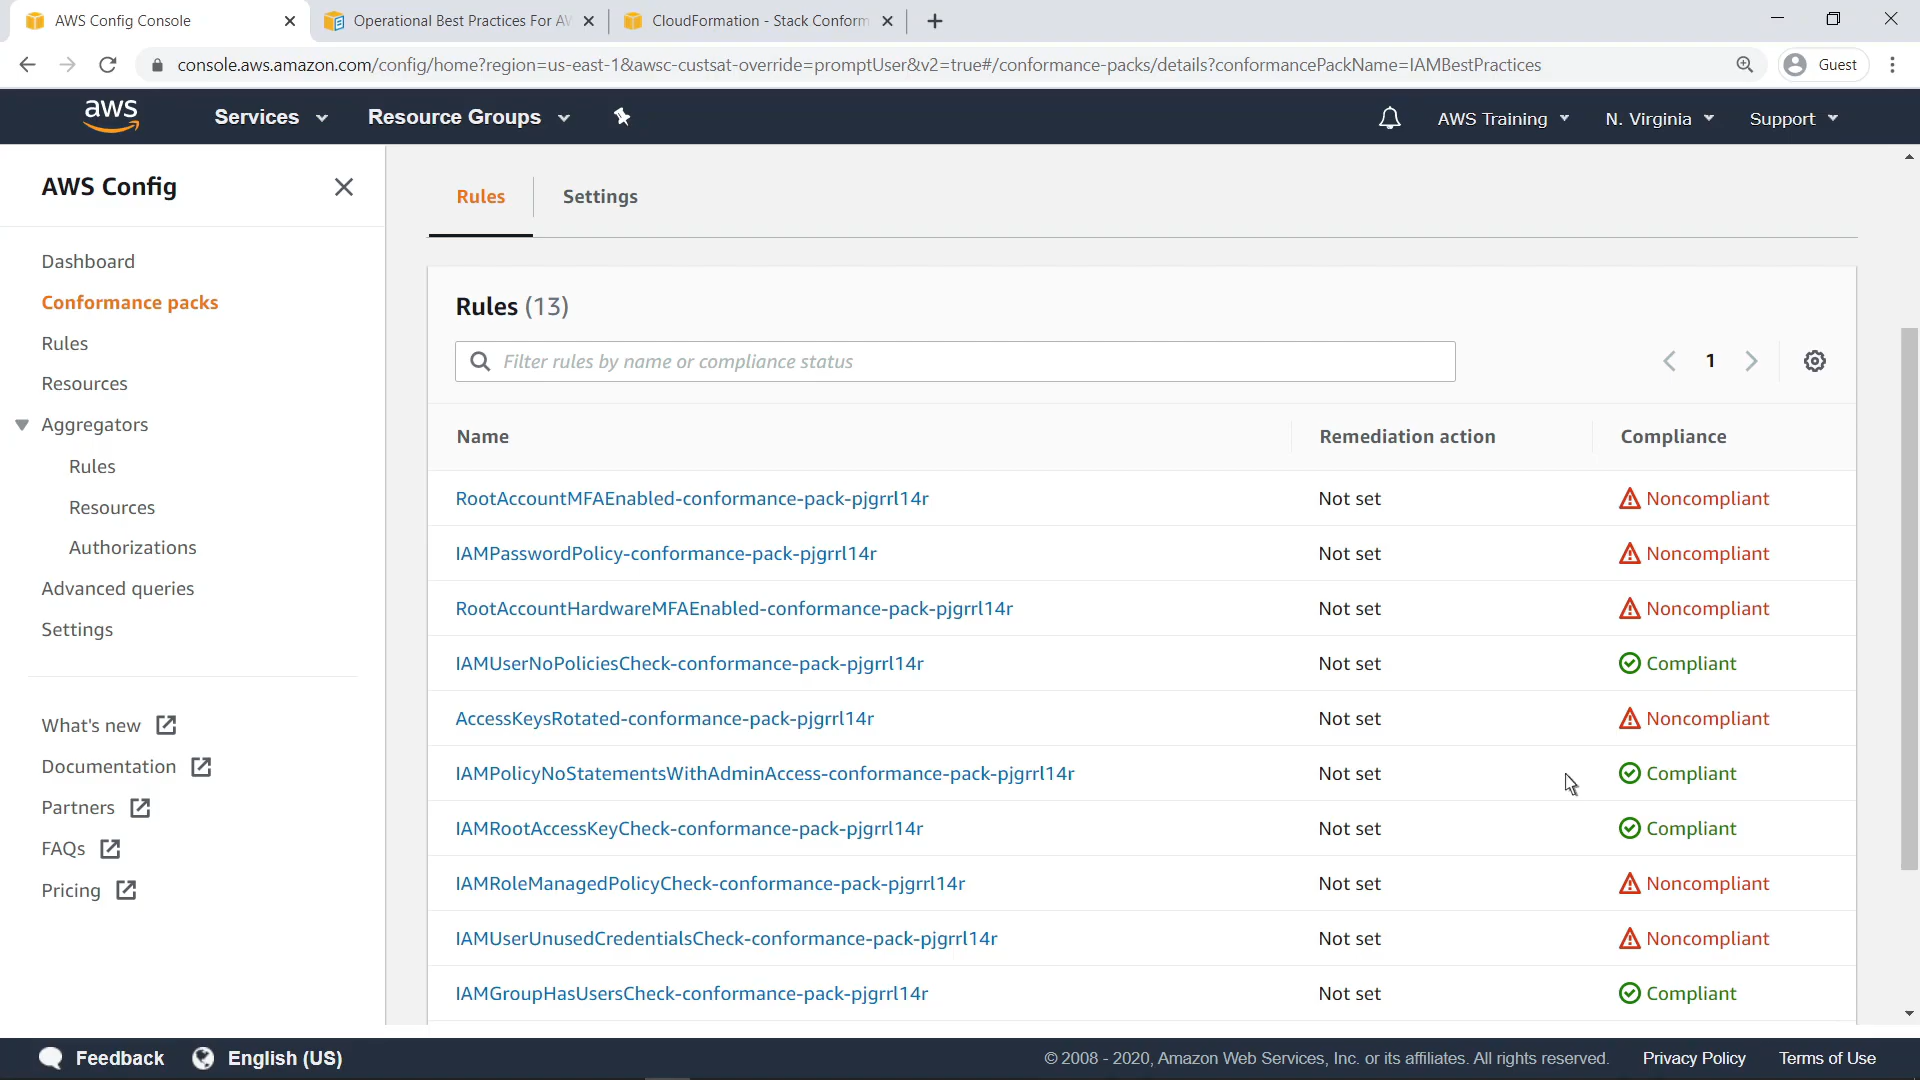 AWS Config Console
Operational Best Practices For AW
CloudFormation - Stack Conform
console.aws.amazon.com/config/home?region=us-east-1&awsc-custsat-override=promptUser&v2=true#/conformance-packs/details?conformancePackName=IAMBestPractices
Guest
aws
Services
Resource Groups
AWS Training
N. Virginia
Support
AWS Config
Dashboard
Conformance packs
Rules
Resources
Aggregators
Rules
Resources
Authorizations
Advanced queries
Settings
What's new
Documentation
Partners
FAQs
Pricing
Rules
Settings
Rules (13)
Filter rules by name or compliance status
1
Name Remediation action Compliance
RootAccountMFAEnabled-conformance-pack-pjgrrl14r Not set Noncompliant
IAMPasswordPolicy-conformance-pack-pjgrrl14r Not set Noncompliant
RootAccountHardwareMFAEnabled-conformance-pack-pjgrrl14r Not set Noncompliant
IAMUserNoPoliciesCheck-conformance-pack-pjgrrl14r Not set Compliant
AccessKeysRotated-conformance-pack-pjgrrl14r Not set Noncompliant
IAMPolicyNoStatementsWithAdminAccess-conformance-pack-pjgrrl14r Not set Compliant
IAMRootAccessKeyCheck-conformance-pack-pjgrrl14r Not set Compliant
IAMRoleManagedPolicyCheck-conformance-pack-pjgrrl14r Not set Noncompliant
IAMUserUnusedCredentialsCheck-conformance-pack-pjgrrl14r Not set Noncompliant
IAMGroupHasUsersCheck-conformance-pack-pjgrrl14r Not set Compliant
Feedback
English (US)
© 2008 - 2020, Amazon Web Services, Inc. or its affiliates. All rights reserved.
Privacy Policy
Terms of Use